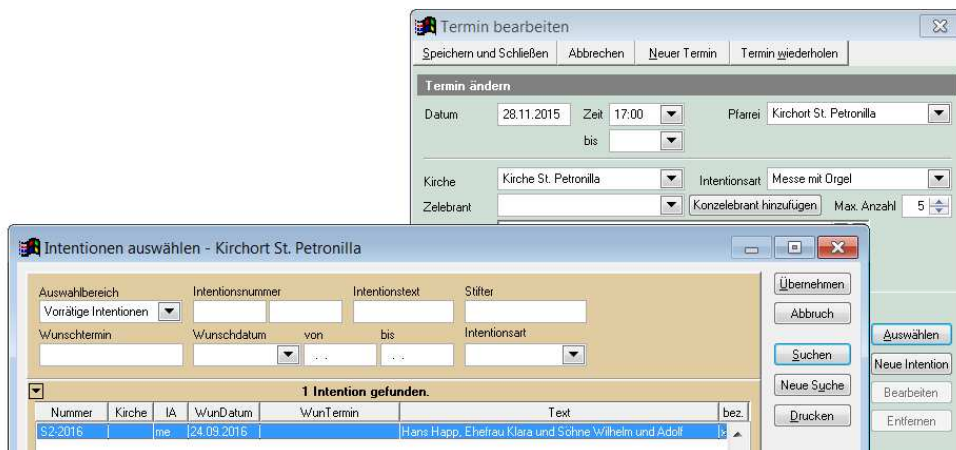 Termin bearbeiten
Speichern und Schließen Abbrechen Neuer Termin Termin wiederholen
Termin ändern
Datum 28.11.2015 Zeit 17:00 Pfarrei Kirchort St. Petronilla
bis
Kirche Kirche St. Petronilla Intentionsart Messe mit Orgel
Zelebrant Konzelebrant hinzufügen Max. Anzahl 5
Auswählen
Neue Intention
Bearbeiten
Entfernen
Intentionen auswählen - Kirchort St. Petronilla
Auswahlbereich Intentionsnummer Intentionstext Stifter
Vorrätige Intentionen
Wunschtermin Wunschdatum von bis Intentionsart
. . . .
Übernehmen
Abbruch
Suchen
Neue Suche
Drucken
1 Intention gefunden.
Nummer Kirche IA WunDatum WunTermin Text bez.
S2-2016 me 24.09.2016 Hans Happ, Ehefrau Klara und Söhne Wilhelm und Adolf